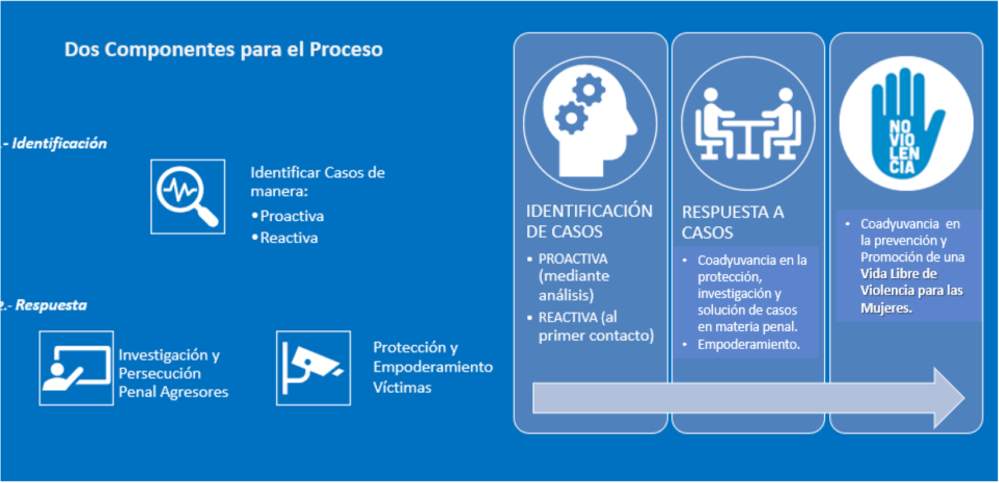 Dos Componentes para el Proceso
.- Identificación
Identificar Casos de
manera:
•Proactiva
•Reactiva
2.- Respuesta
Investigación y
Persecución
Penal Agresores
Protección y
Empoderamiento
Víctimas
IDENTIFICACIÓN
DE CASOS
• PROACTIVA
(mediante
análisis)
• REACTIVA (al
primer contacto)
RESPUESTA A
CASOS
• Coadyuvancia en la
protección,
investigación y
solución de casos
en materia penal.
• Empoderamiento.
NO
VIO
LEN
CIA
• Coadyuvancia en
la prevención y
Promoción de una
Vida Libre de
Violencia para las
Mujeres.